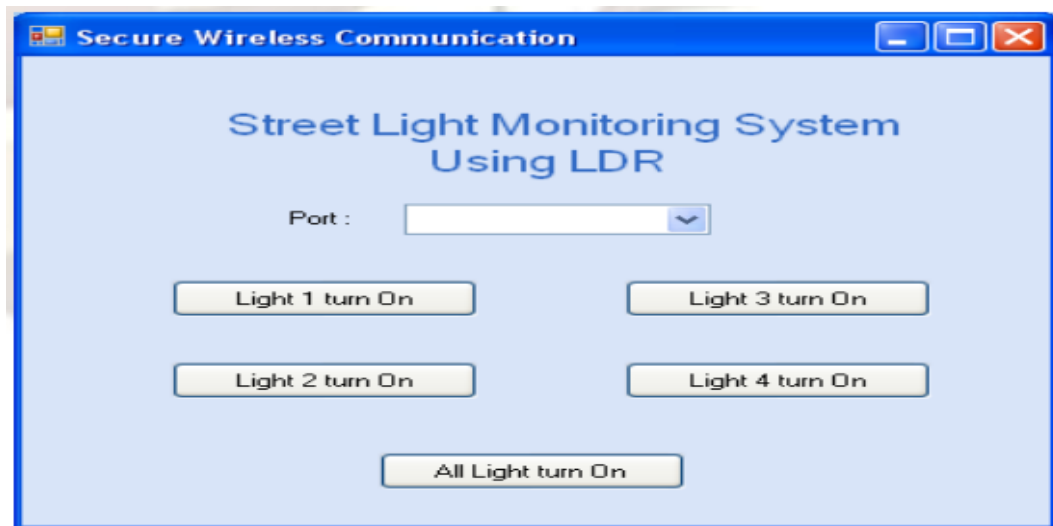 Secure Wireless Communication
Street Light Monitoring System
Using LDR
Port :
Light 1 turn On
Light 3 turn On
Light 2 turn On
Light 4 turn On
All Light turn On